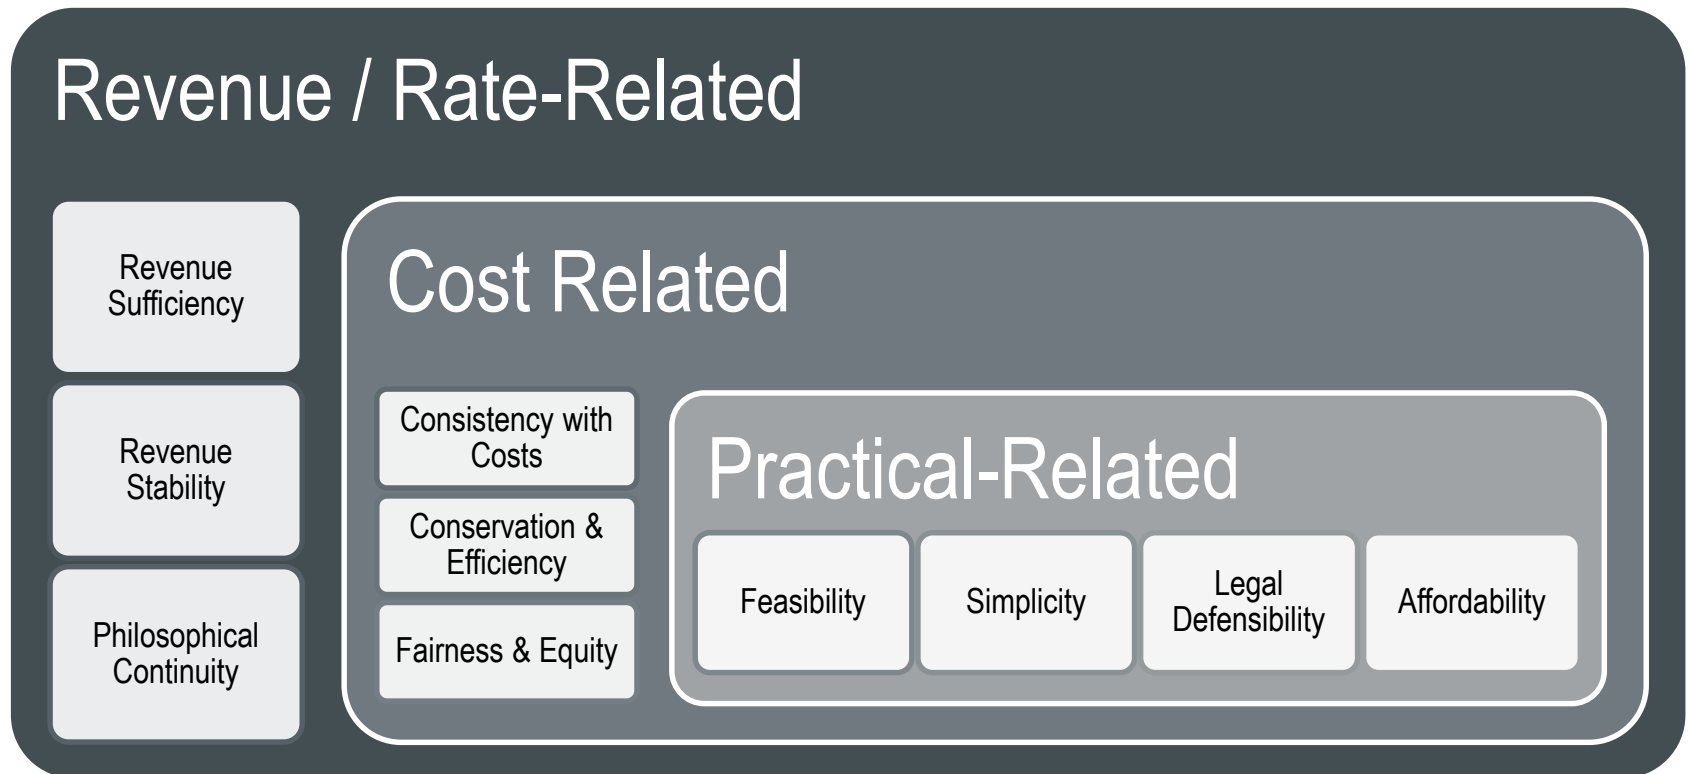 Revenue / Rate-Related
Revenue
Sufficiency
Revenue
Stability
Philosophical
Continuity
Cost Related
Consistency with
Costs
Conservation &
Efficiency
Fairness & Equity
Practical-Related
Feasibility
Simplicity
Legal
Defensibility
Affordability